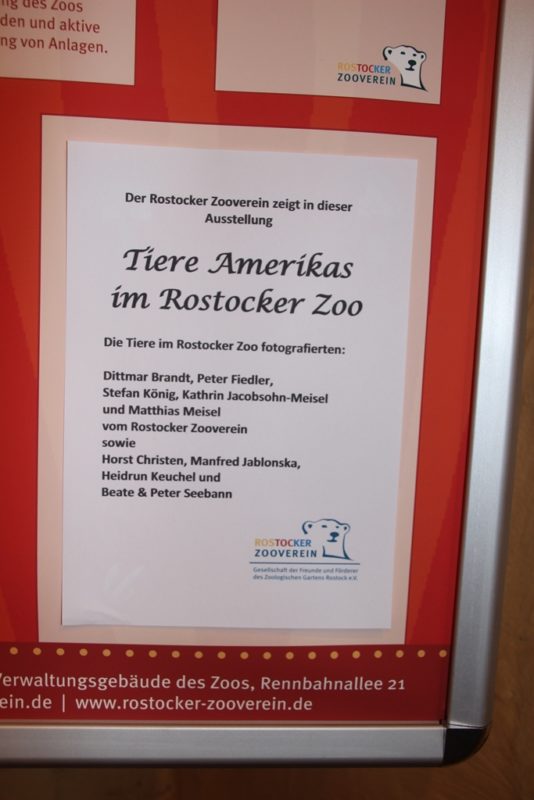 des Zoos
den und aktive
ng von Anlagen.
ROSTOCKER
ZOOVEREIN
Der Rostocker Zooverein zeigt in dieser
Ausstellung
Tiere Amerikas
im Rostocker Zoo
Die Tiere im Rostocker Zoo fotografierten:
Dittmar Brandt, Peter Fiedler,
Stefan König, Kathrin Jacobsohn-Meisel
und Matthias Meisel
vom Rostocker Zooverein
sowie
Horst Christen, Manfred Jablonska,
Heidrun Keuchel und
Beate & Peter Seebann
ROSTOCKER
ZOOVEREIN
Gesellschaft der Freunde und Förderer
des Zoologischen Gartens Rostock e.V.
Verwaltungsgebäude des Zoos, Rennbahnallee 21
ein.de | www.rostocker-zooverein.de